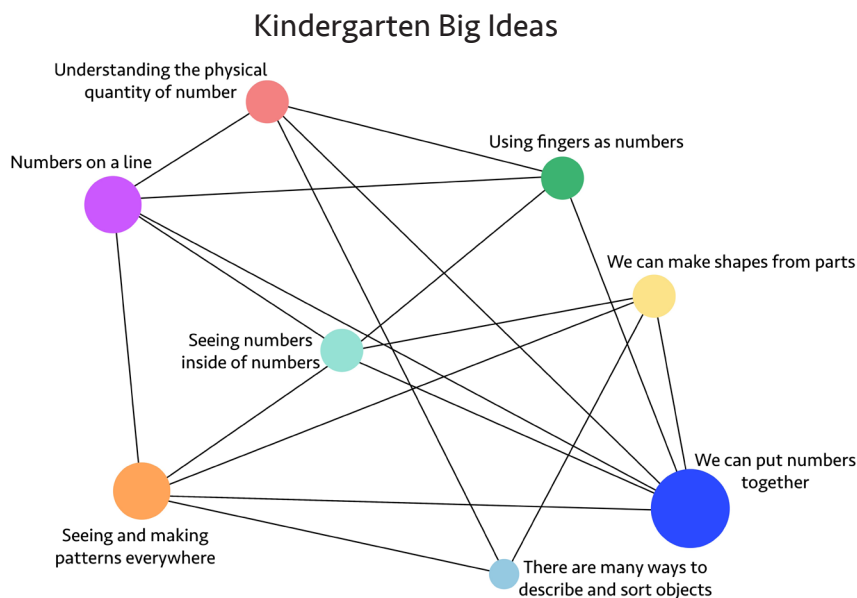 Kindergarten Big Ideas
Understanding the physical
quantity of number
Using fingers as numbers
Numbers on a line
We can make shapes from parts
Seeing numbers
inside of numbers
We can put numbers
together
Seeing and making
patterns everywhere
There are many ways to
describe and sort objects